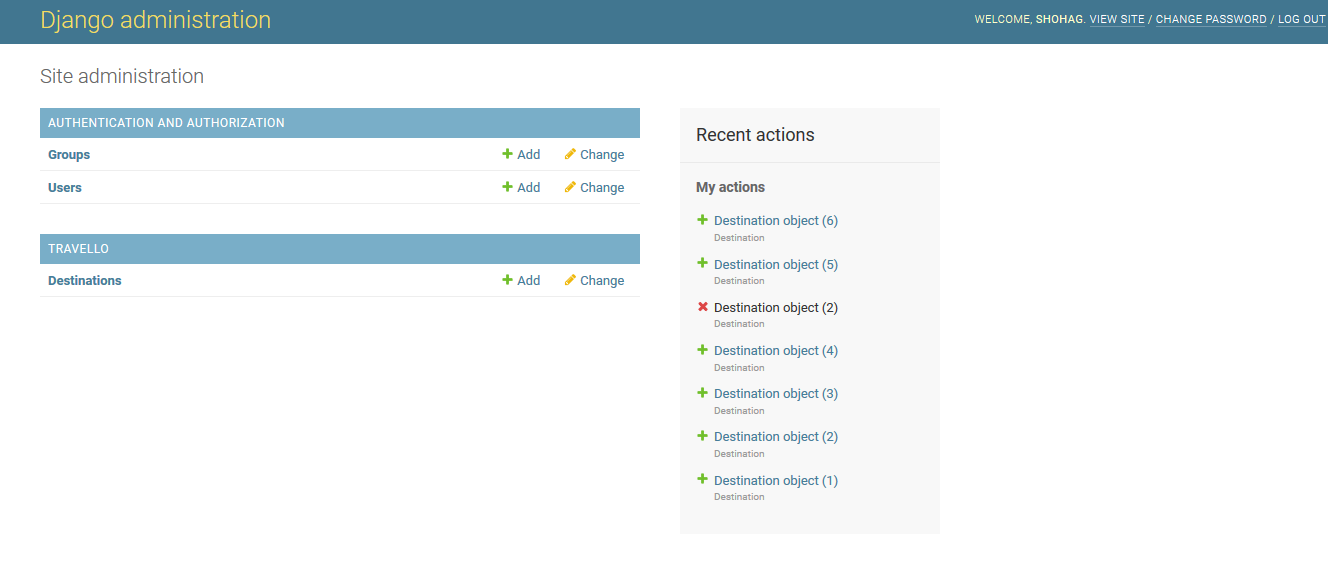 Django administration
WELCOME, SHOHAG. VIEW SITE / CHANGE PASSWORD / LOG OUT
Site administration
AUTHENTICATION AND AUTHORIZATION
Groups Add Change
Users Add Change
TRAVELLO
Destinations Add Change
Recent actions
My actions
Destination object (6)
Destination
Destination object (5)
Destination
Destination object (2)
Destination
Destination object (4)
Destination
Destination object (3)
Destination
Destination object (2)
Destination
Destination object (1)
Destination